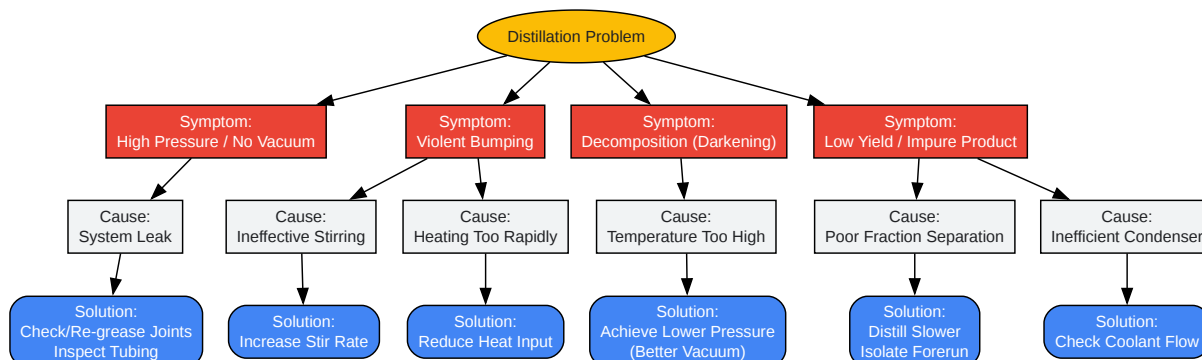 Distillation Problem
Symptom:
High Pressure / No Vacuum
Symptom:
Violent Bumping
Symptom:
Decomposition (Darkening)
Symptom:
Low Yield / Impure Product
Cause:
System Leak
Cause:
Ineffective Stirring
Cause:
Heating Too Rapidly
Cause:
Temperature Too High
Cause:
Poor Fraction Separation
Cause:
Inefficient Condenser
Solution:
Check/Re-grease Joints
Inspect Tubing
Solution:
Increase Stir Rate
Solution:
Reduce Heat Input
Solution:
Achieve Lower Pressure
(Better Vacuum)
Solution:
Distill Slower
Isolate Forerun
Solution:
Check Coolant Flow